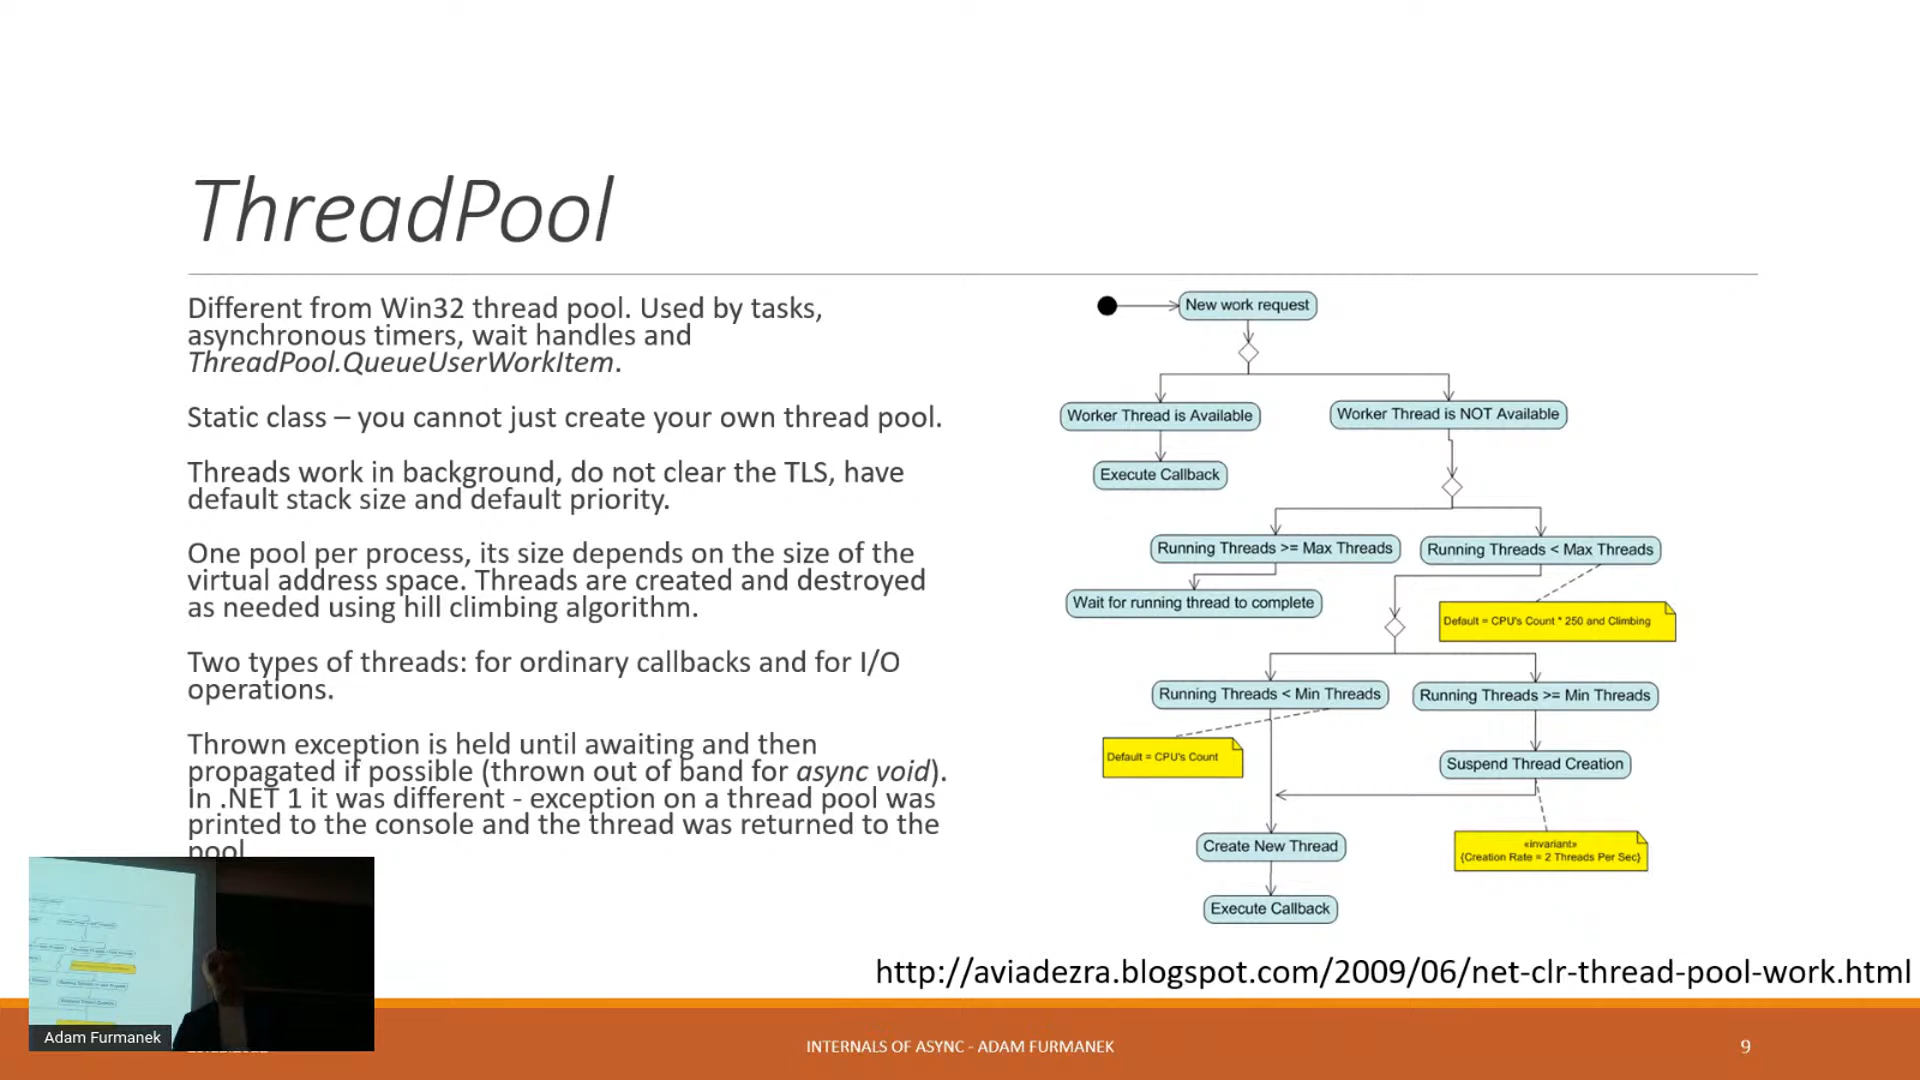 ThreadPool
Different from Win32 thread pool. Used by tasks,
asynchronous timers, wait handles and
ThreadPool.QueueUserWorkItem.
Static class – you cannot just create your own thread pool.
Threads work in background, do not clear the TLS, have
default stack size and default priority.
One pool per process, its size depends on the size of the
virtual address space. Threads are created and destroyed
as needed using hill climbing algorithm.
Two types of threads: for ordinary callbacks and for I/O
operations.
Thrown exception is held until awaiting and then
propagated if possible (thrown out of band for async void).
In .NET 1 it was different - exception on a thread pool was
printed to the console and the thread was returned to the
pool
New work request
Worker Thread is Available
Worker Thread is NOT Available
Execute Callback
Running Threads >= Max Threads
Running Threads < Max Threads
Wait for running thread to complete
Default = CPU's Count * 250 and Climbing
Running Threads < Min Threads
Running Threads >= Min Threads
Default = CPU's Count
Suspend Thread Creation
Create New Thread
«invariant»
{Creation Rate = 2 Threads Per Sec}
Execute Callback
http://aviadezra.blogspot.com/2009/06/net-clr-thread-pool-work.html
Adam Furmanek
INTERNALS OF ASYNC - ADAM FURMANEK
9